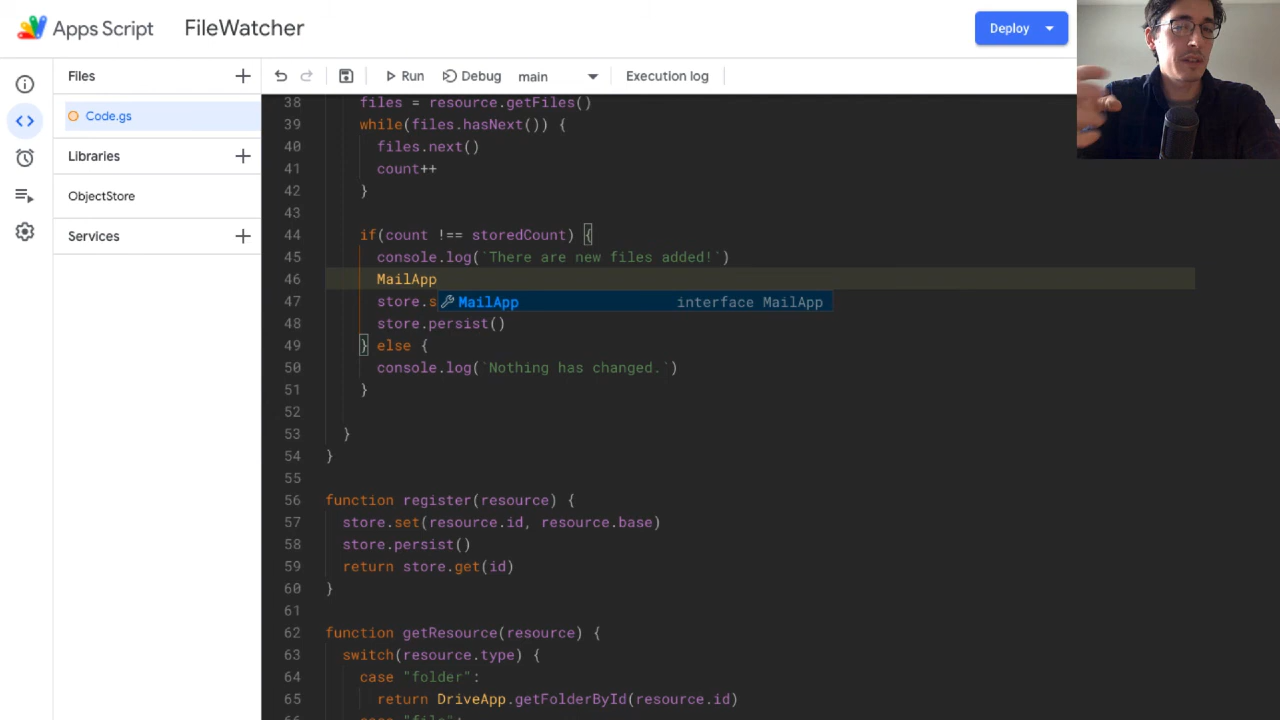 Apps Script
FileWatcher
Deploy
Files
Run
Debug
main
Execution log
Code.gs
Libraries
ObjectStore
Services
38 files = resource.getFiles()
39 while(files.hasNext()) {
40 files.next()
41 count++
42 }
43
44 if(count !== storedCount) {
45 console.log(`There are new files added!`)
46 MailApp
47 store.s
MailApp interface MailApp
48 store.persist()
49 } else {
50 console.log(`Nothing has changed.`)
51 }
52
53 }
54 }
55
56 function register(resource) {
57 store.set(resource.id, resource.base)
58 store.persist()
59 return store.get(id)
60 }
61
62 function getResource(resource) {
63 switch(resource.type) {
64 case "folder":
65 return DriveApp.getFolderById(resource.id)
66 case "file":